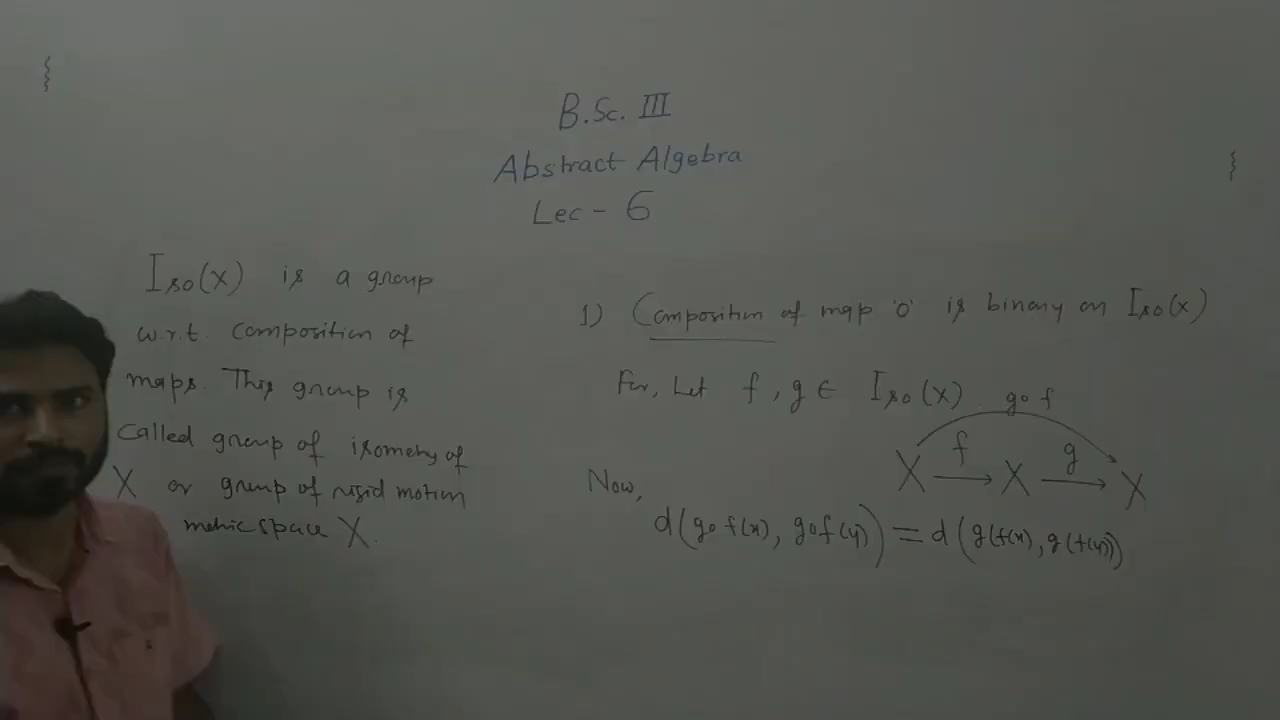 B.Sc. III
Abstract Algebra
Lec - 6
Iso(X) is a group
w.r.t. composition of
maps. This group is
called group of isometry of
X or group of rigid motion
metric space X.
1) Composition of map 'o' is binary on Iso(X)
For, Let f, g ∈ Iso(X)
gof
f g
X → X → X
Now,
d(gof(x), gof(y)) = d(g(f(x), g(f(y)))